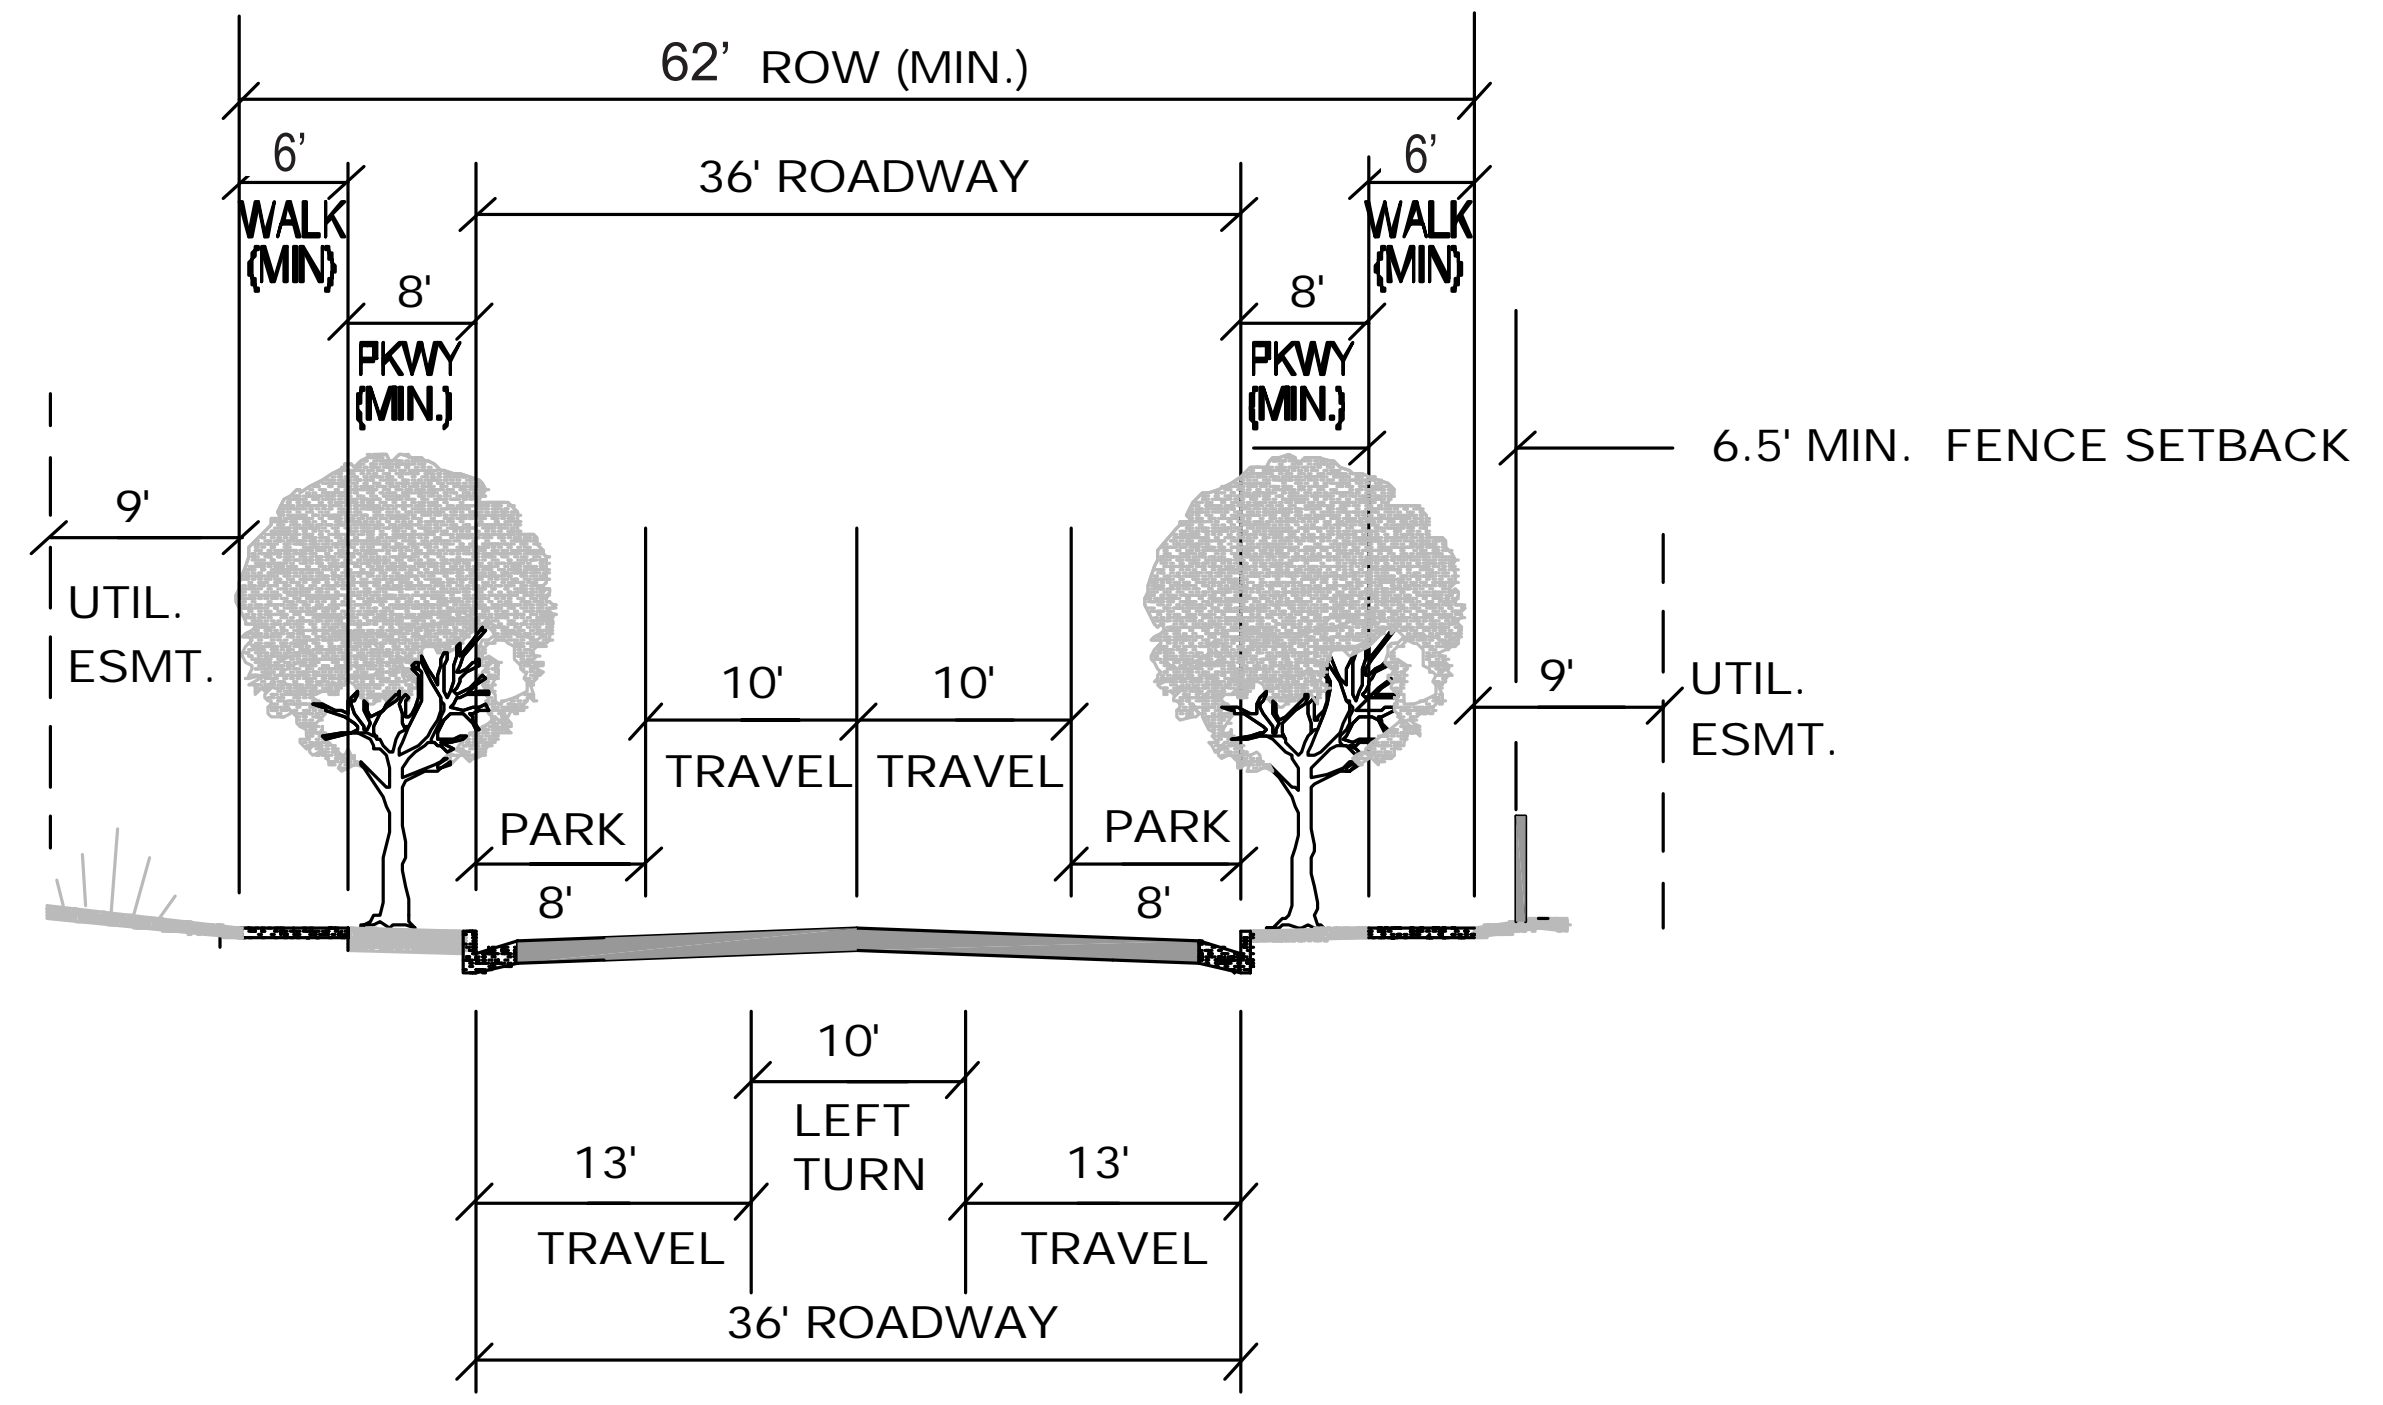 62’ ROW (MIN.)
6’
36' ROADWAY
6’
WALK
(MIN)
WALK
(MIN)
8'
8'
PKWY
(MIN.)
PKWY
(MIN.)
6.5' MIN. FENCE SETBACK
9'
UTIL.
ESMT.
10'
10'
9'
UTIL.
ESMT.
TRAVEL
TRAVEL
PARK
PARK
8'
8'
10'
LEFT
TURN
13'
13'
TRAVEL
TRAVEL
36' ROADWAY